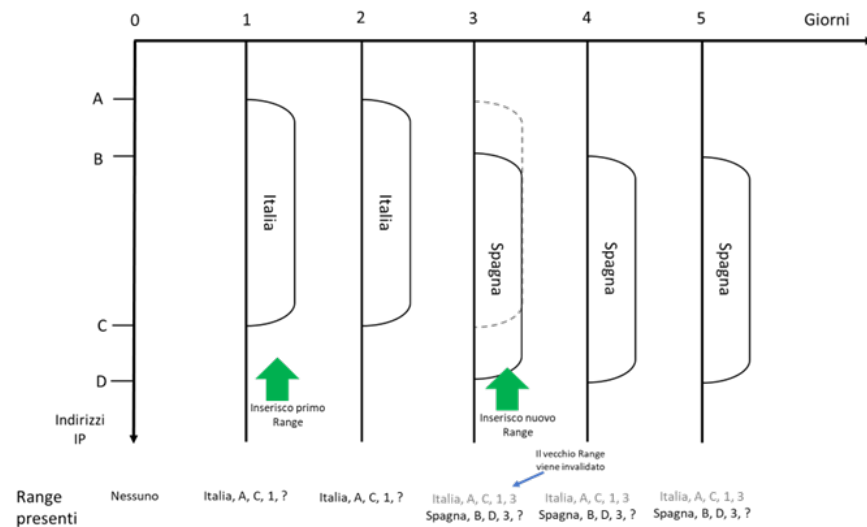 0 1 2 3 4 5 Giorni
A
B
Italia Italia Spagna Spagna Spagna
C
D
Indirizzi
IP
Inserisco primo
Range
Inserisco nuovo
Range
Il vecchio Range
viene invalidato
Range
presenti
Nessuno
Italia, A, C, 1, ?
Italia, A, C, 1, ?
Italia, A, C, 1, 3
Spagna, B, D, 3, ?
Italia, A, C, 1, 3
Spagna, B, D, 3, ?
Italia, A, C, 1, 3
Spagna, B, D, 3, ?